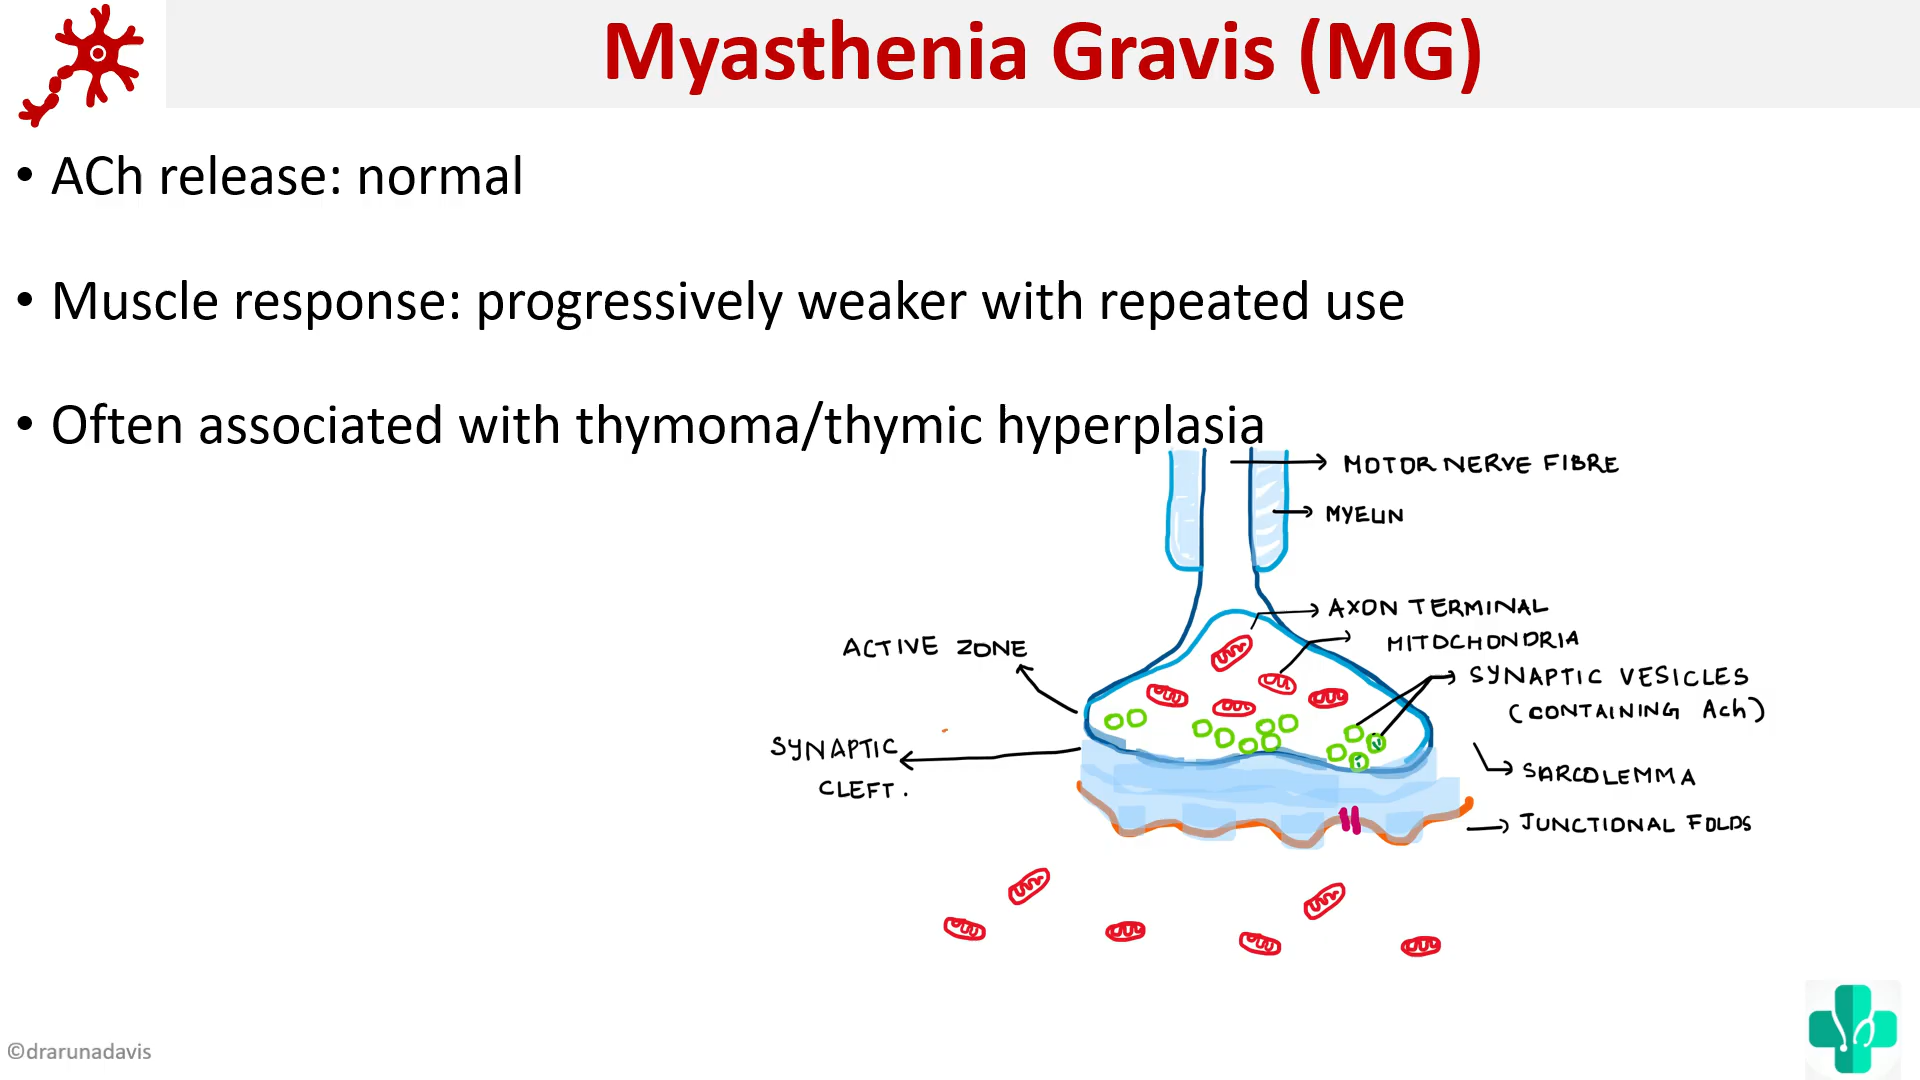 Myasthenia Gravis (MG)
• ACh release: normal
• Muscle response: progressively weaker with repeated use
• Often associated with thymoma/thymic hyperplasia
MOTOR NERVE FIBRE
MYELIN
AXON TERMINAL
MITOCHONDRIA
ACTIVE ZONE
SYNAPTIC VESICLES
(CONTAINING Ach)
SYNAPTIC
CLEFT.
SARCOLEMMA
JUNCTIONAL FOLDS
©drarunadavis